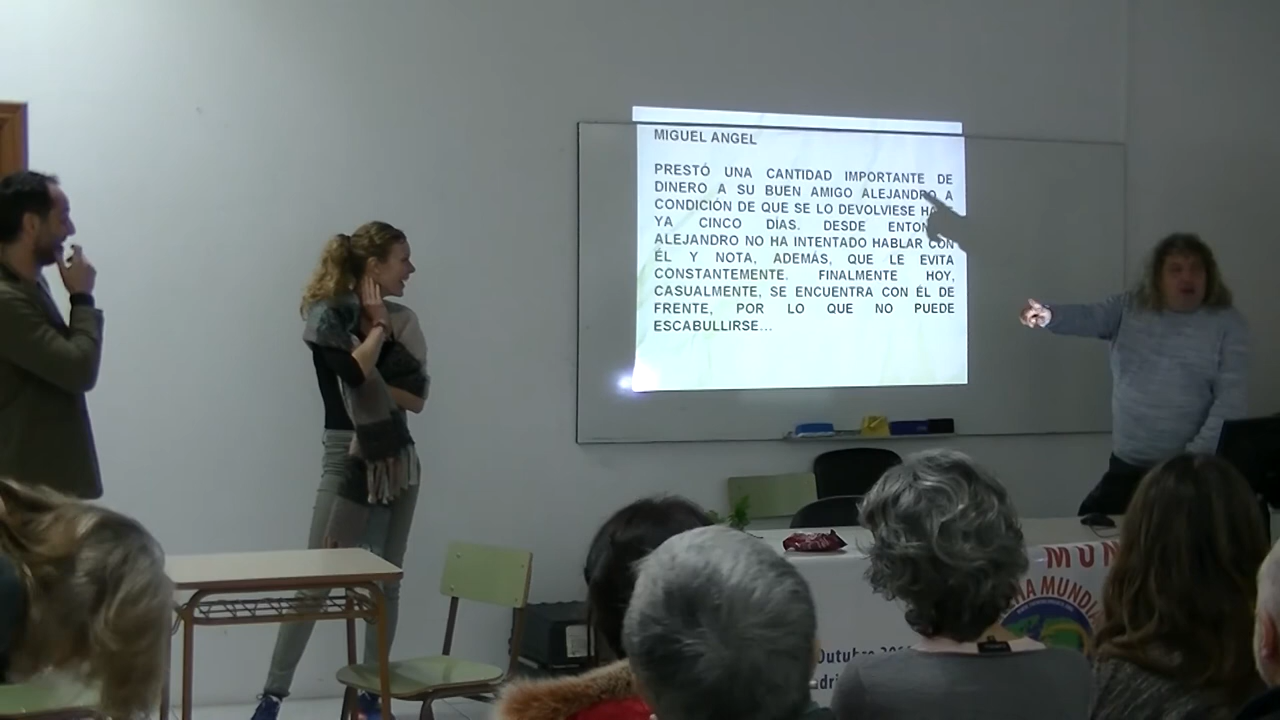 MIGUEL ANGEL
PRESTÓ UNA CANTIDAD IMPORTANTE DE
DINERO A SU BUEN AMIGO ALEJANDRO A
CONDICIÓN DE QUE SE LO DEVOLVIESE
YA CINCO DÍAS. DESDE
ALEJANDRO NO HA INTENTADO HABLAR CON
ÉL Y NOTA, ADEMÁS, QUE LE EVITA
CONSTANTEMENTE. FINALMENTE HOY,
CASUALMENTE, SE ENCUENTRA CON ÉL DE
FRENTE, POR LO QUE NO PUEDE
ESCABULLIRSE...
Outubro